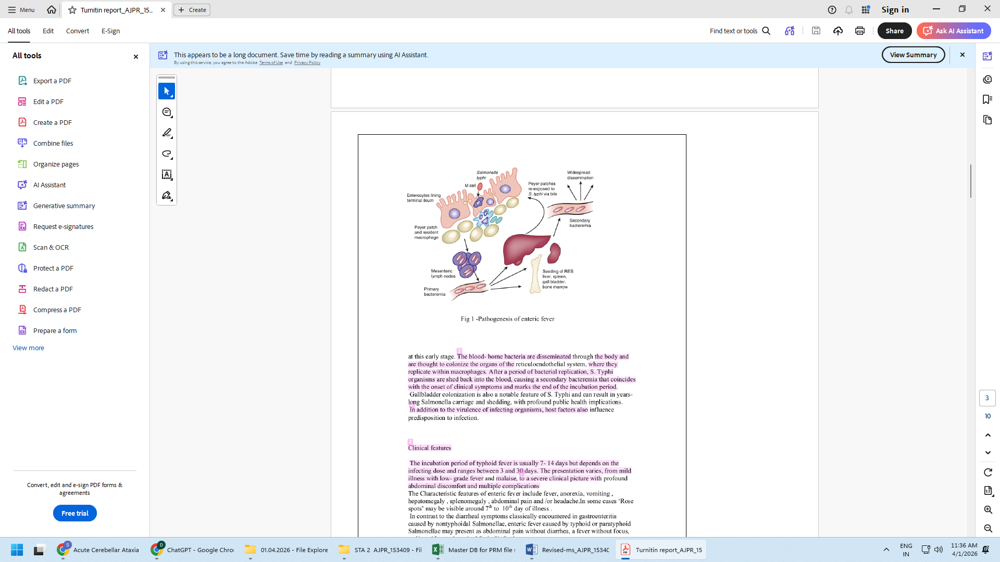 Menu
Turnitin report_AJPR_15...
Create
Sign in
All tools
Edit
Convert
E-Sign
Find text or tools
Share
Ask AI Assistant
All tools
This appears to be a long document. Save time by reading a summary using AI Assistant.
By using this service, you agree to the Adobe Terms of Use and Privacy Policy
View Summary
Export a PDF
Edit a PDF
Create a PDF
Combine files
Organize pages
AI Assistant
Generative summary
Request e-signatures
Scan & OCR
Protect a PDF
Redact a PDF
Compress a PDF
Prepare a form
View more
Convert, edit and e-sign PDF forms &
agreements
Free trial
Salmonella
typhi
M cell
Enterocytes lining
terminal ileum
Peyer patches
re-exposed to
S. typhi via bile
Widespread
dissemination
Secondary
bacteremia
Peyer patch
and resident
macrophage
Mesenteric
lymph nodes
Primary
bacteremia
Seeding of RES:
liver, spleen,
gall bladder,
bone marrow
Fig 1 -Pathogenesis of enteric fever
2
at this early stage. The blood- borne bacteria are disseminated through the body and
are thought to colonize the organs of the reticuloendothelial system, where they
replicate within macrophages. After a period of bacterial replication, S. Typhi
organisms are shed back into the blood, causing a secondary bacteremia that coincides
with the onset of clinical symptoms and marks the end of the incubation period.
Gallbladder colonization is also a notable feature of S. Typhi and can result in years-
long Salmonella carriage and shedding, with profound public health implications.
In addition to the virulence of infecting organisms, host factors also influence
predisposition to infection.
2
Clinical features
The incubation period of typhoid fever is usually 7- 14 days but depends on the
infecting dose and ranges between 3 and 30 days. The presentation varies, from mild
illness with low- grade fever and malaise, to a severe clinical picture with profound
abdominal discomfort and multiple complications
The Characteristic features of enteric fever include fever, anorexia, vomiting ,
hepatomegaly , splenomegaly , abdominal pain and /or headache.In some cases ‘Rose
spots’ may be visible around 7th to 10th day of illness .
In contrast to the diarrheal symptoms classically encountered in gastroenteritis
caused by nontyphoidal Salmonellae, enteric fever caused by typhoid or paratyphoid
Salmonellae may present as abdominal pain without diarrhea, a fever without focus,
3
10
Acute Cerebellar Ataxia
ChatGPT - Google Chro
01.04.2026 - File Explore
STA 2 AJPR_153409 - Fil
Master DB for PRM file s
Revised-ms_AJPR_1534
Turnitin report_AJPR_15
ENG
IN
11:36 AM
4/1/2026